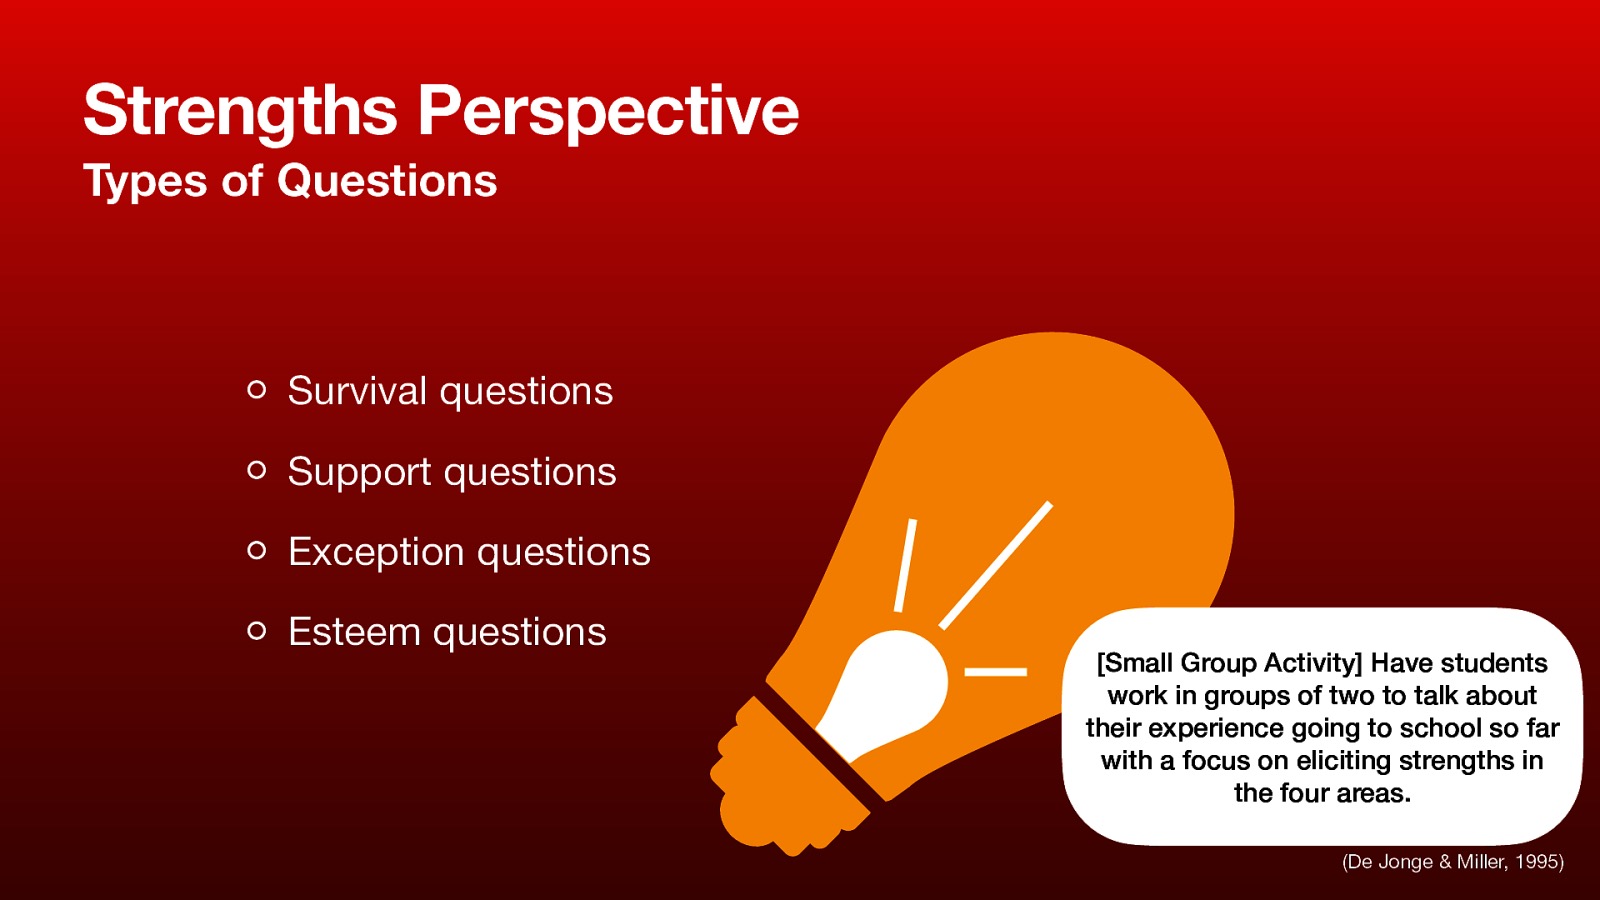 Strengths Perspective
Types of Questions
Survival questions
Support questions
Exception questions
Esteem questions
[Small Group Activity] Have students
work in groups of two to talk about
their experience going to school so far
with a focus on eliciting strengths in
the four areas.
(De Jonge & Miller, 1995)